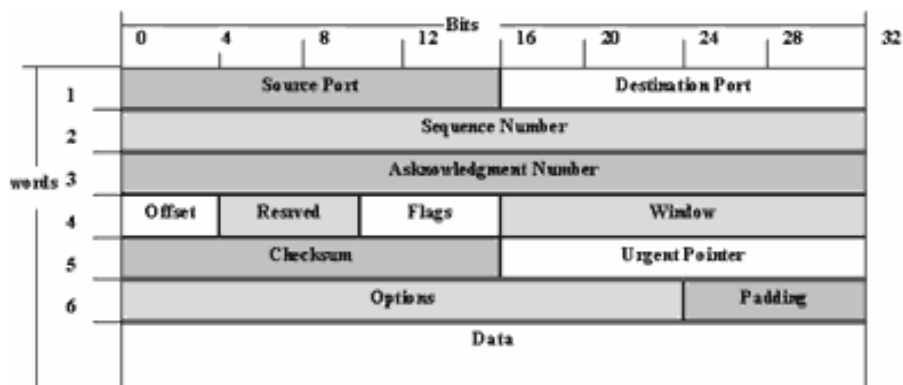 Bits
0 4 8 12 16 20 24 28 32
1 Source Port Destination Port
2 Sequence Number
words 3 Asknowledgment Number
4 Offset Resrved Flags Window
5 Checksum Urgent Pointer
6 Options Padding
Data